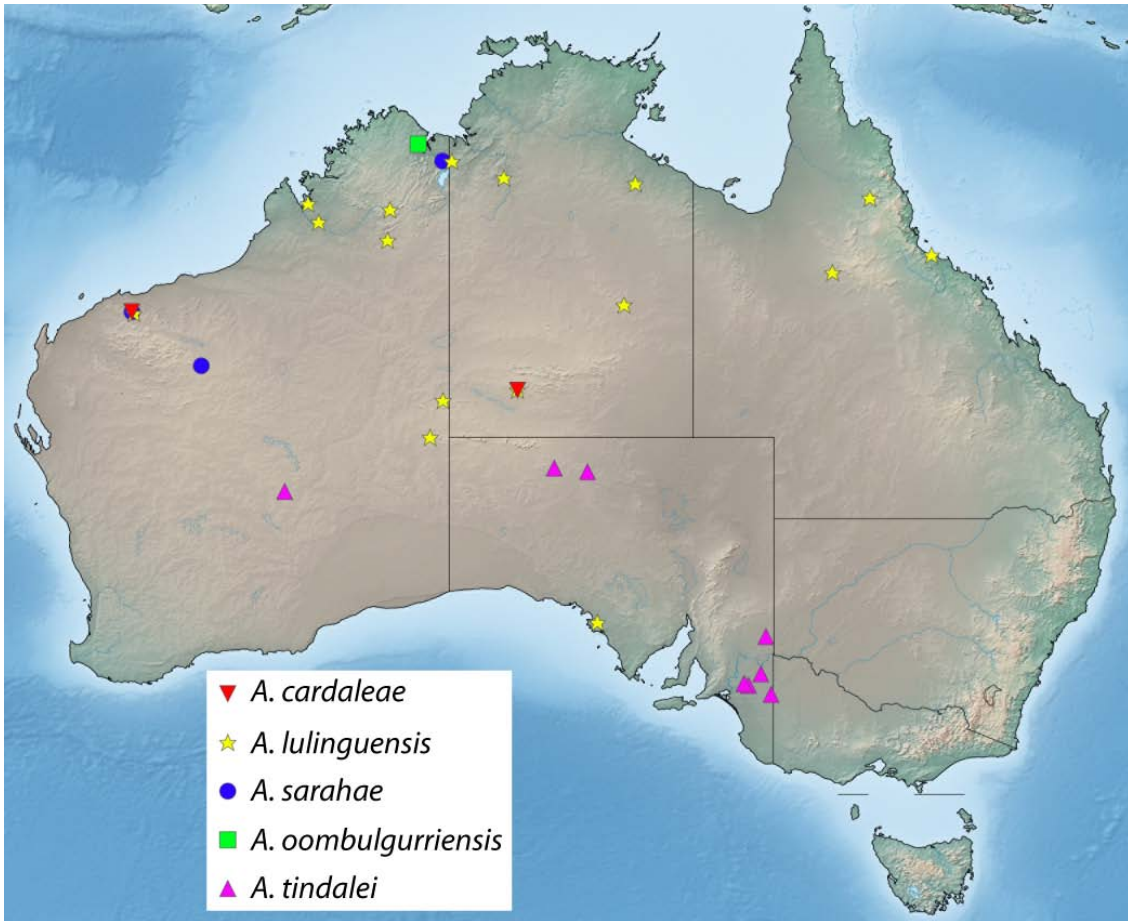 A. cardaleae
A. lulinguensis
A. sarahae
A. oombulgurriensis
A. tindalei